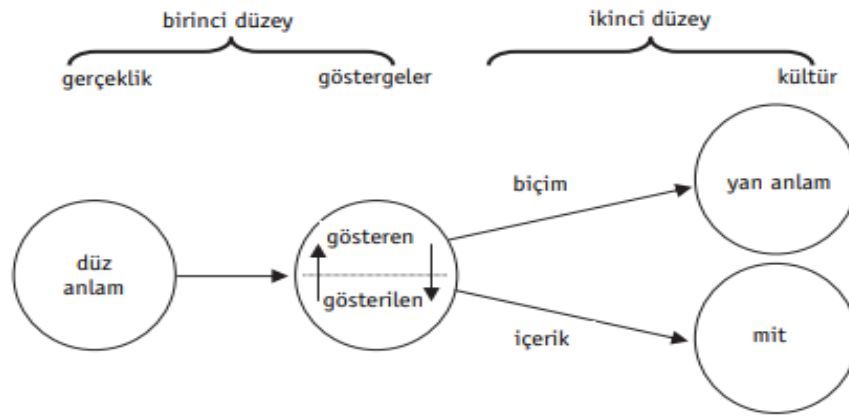 birinci düzey
ikinci düzey
gerçeklik
göstergeler
kültür
düz
anlam
gösteren
gösterilen
biçim
içerik
yan anlam
mit